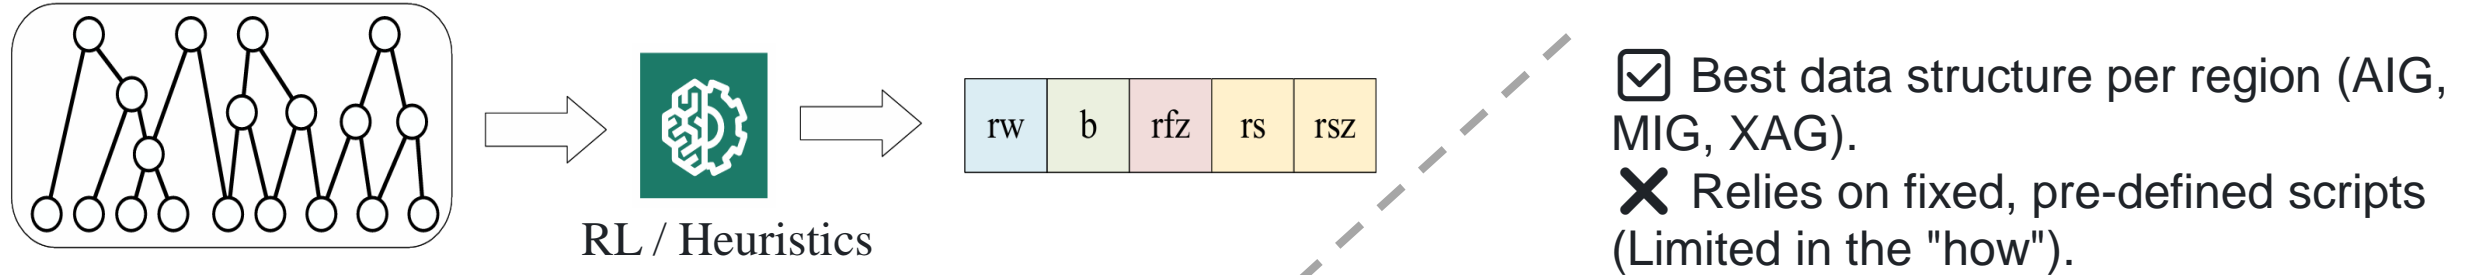 RL / Heuristics
rw b rfz rs rsz
Best data structure per region (AIG,
MIG, XAG).
Relies on fixed, pre-defined scripts
(Limited in the "how").